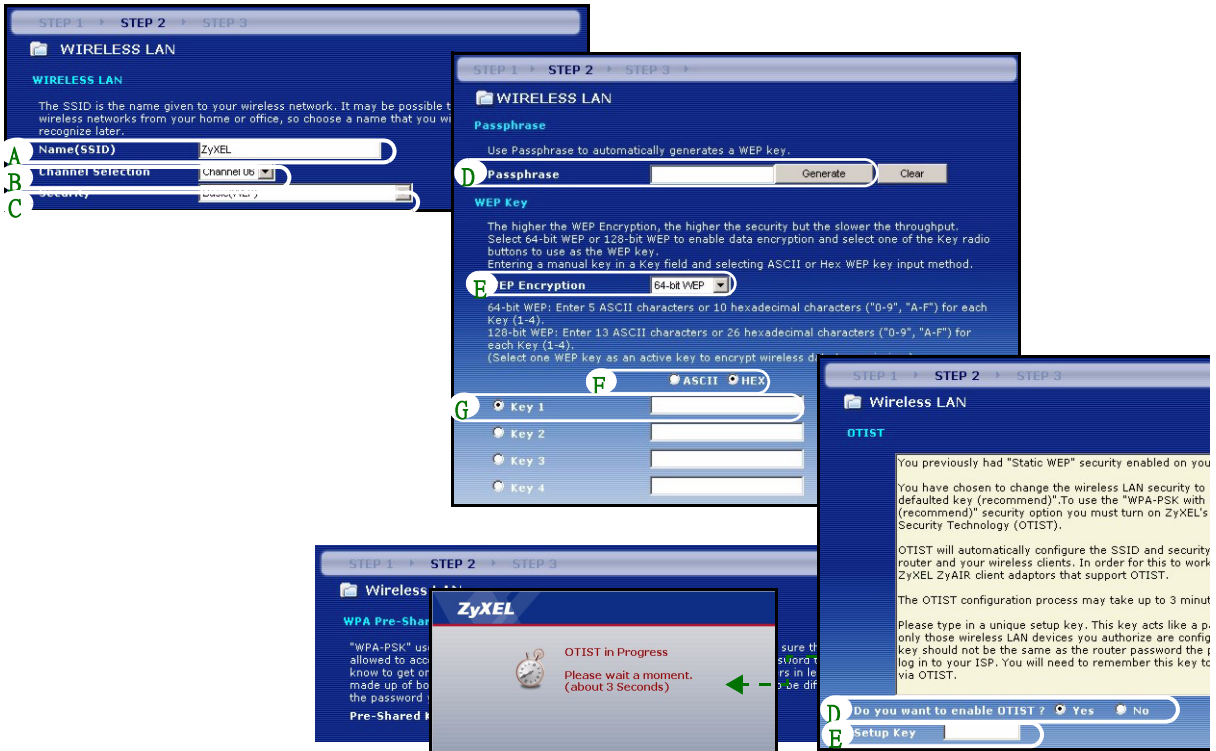 STEP 1 STEP 2 STEP 3
WIRELESS LAN
WIRELESS LAN
The SSID is the name given to your wireless network. It may be possible t
wireless networks from your home or office, so choose a name that you wi
recognize later.
A Name(SSID) ZyXEL
B Channel Selection Channel 06
C Security Basic(WEP)
STEP 1 STEP 2 STEP 3
WIRELESS LAN
Passphrase
Use Passphrase to automatically generates a WEP key.
D Passphrase Generate Clear
WEP Key
The higher the WEP Encryption, the higher the security but the slower the throughput.
Select 64-bit WEP or 128-bit WEP to enable data encryption and select one of the Key radio
buttons to use as the WEP key.
Entering a manual key in a Key field and selecting ASCII or Hex WEP key input method.
E EP Encryption 64-bit WEP
64-bit WEP: Enter 5 ASCII characters or 10 hexadecimal characters ("0-9", "A-F") for each
Key (1-4).
128-bit WEP: Enter 13 ASCII characters or 26 hexadecimal characters ("0-9", "A-F") for
each Key (1-4).
(Select one WEP key as an active key to encrypt wireless d
F ASCII HEX
G Key 1
Key 2
Key 3
Key 4
STEP 1 STEP 2 STEP 3
Wireless LAN
OTIST
You previously had "Static WEP" security enabled on you
You have chosen to change the wireless LAN security to
defaulted key (recommend)".To use the "WPA-PSK with
(recommend)" security option you must turn on ZyXEL's
Security Technology (OTIST).
OTIST will automatically configure the SSID and security
router and your wireless clients. In order for this to work
ZyXEL ZyAIR client adaptors that support OTIST.
The OTIST configuration process may take up to 3 minut
Please type in a unique setup key. This key acts like a p
only those wireless LAN devices you authorize are config
key should not be the same as the router password the p
log in to your ISP. You will need to remember this key to
via OTIST.
D Do you want to enable OTIST ? Yes No
E Setup Key
STEP 1 STEP 2 STEP 3
Wireless
WPA Pre-Shar
"WPA-PSK" us sure th
allowed to acc sword t
know to get or rs in le
made up of bo o be dif
the password
Pre-Shared K
ZyXEL
OTIST in Progress
Please wait a moment.
(about 3 Seconds)